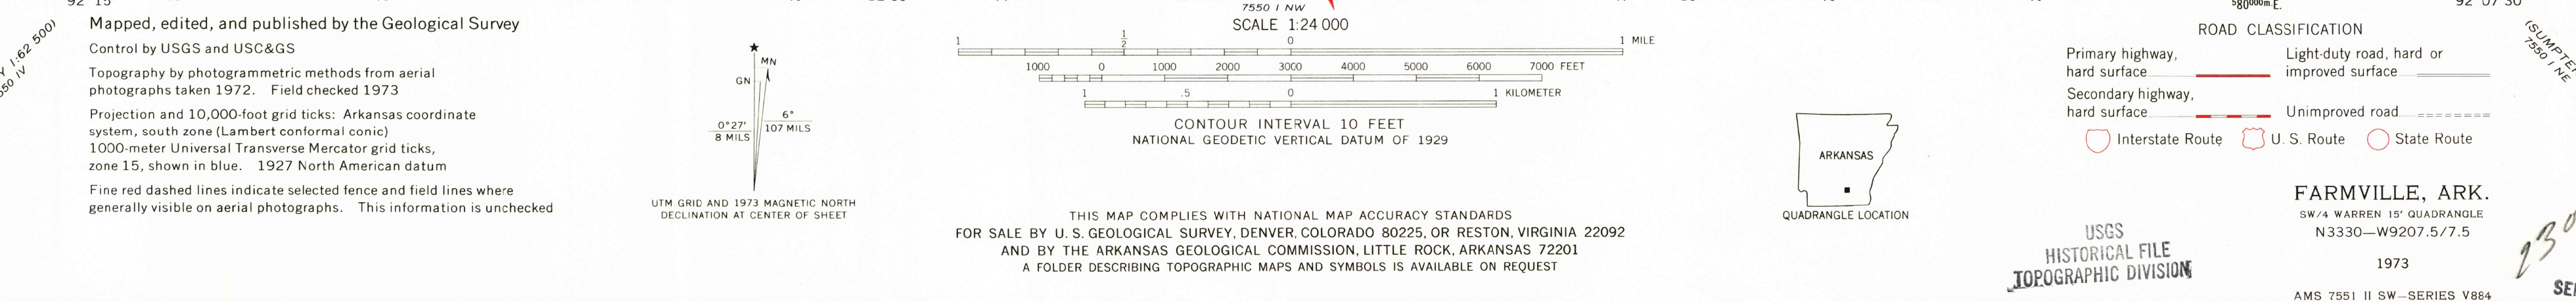 92°15'
Y 1:62 500)
550 IV
Mapped, edited, and published by the Geological Survey
Control by USGS and USC&GS
Topography by photogrammetric methods from aerial
photographs taken 1972. Field checked 1973
Projection and 10,000-foot grid ticks: Arkansas coordinate
system, south zone (Lambert conformal conic)
1000-meter Universal Transverse Mercator grid ticks,
zone 15, shown in blue. 1927 North American datum
Fine red dashed lines indicate selected fence and field lines where
generally visible on aerial photographs. This information is unchecked
★
MN
GN
0°27'
8 MILS
6°
107 MILS
UTM GRID AND 1973 MAGNETIC NORTH
DECLINATION AT CENTER OF SHEET
7550 I NW
SCALE 1:24 000
1 1/2 0 1 MILE
1000 0 1000 2000 3000 4000 5000 6000 7000 FEET
1 .5 0 1 KILOMETER
CONTOUR INTERVAL 10 FEET
NATIONAL GEODETIC VERTICAL DATUM OF 1929
THIS MAP COMPLIES WITH NATIONAL MAP ACCURACY STANDARDS
FOR SALE BY U. S. GEOLOGICAL SURVEY, DENVER, COLORADO 80225, OR RESTON, VIRGINIA 22092
AND BY THE ARKANSAS GEOLOGICAL COMMISSION, LITTLE ROCK, ARKANSAS 72201
A FOLDER DESCRIBING TOPOGRAPHIC MAPS AND SYMBOLS IS AVAILABLE ON REQUEST
ARKANSAS
QUADRANGLE LOCATION
580000m.E.
92°07'30"
(SUMPTER
7550 I NE
ROAD CLASSIFICATION
Primary highway,
hard surface
Light-duty road, hard or
improved surface
Secondary highway,
hard surface
Unimproved road
Interstate Route U. S. Route State Route
USGS
HISTORICAL FILE
TOPOGRAPHIC DIVISION
FARMVILLE, ARK.
SW/4 WARREN 15' QUADRANGLE
N3330—W9207.5/7.5
1973
AMS 7551 II SW—SERIES V884